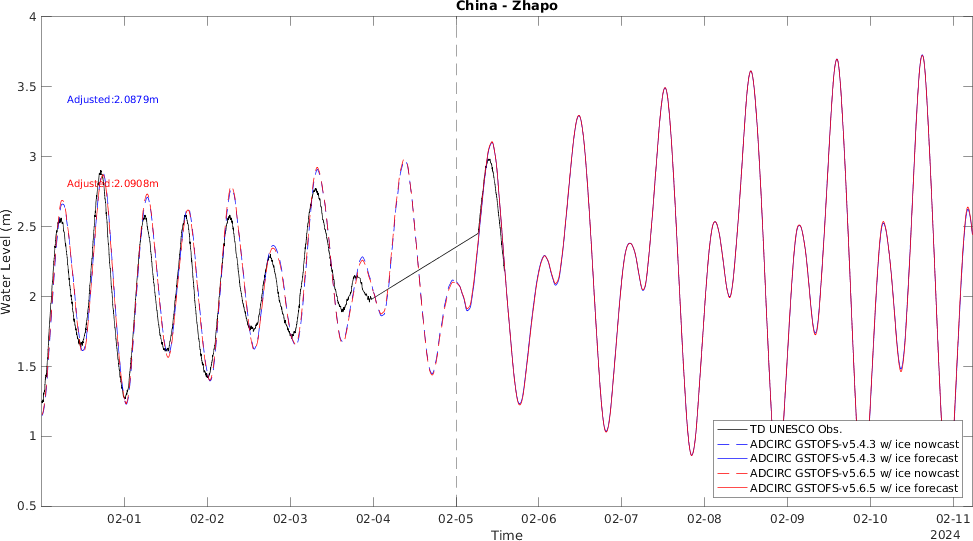 China - Zhapo
4
3.5
3
2.5
2
1.5
1
0.5
Water Level (m)
Adjusted:2.0879m
Adjusted:2.0908m
TD UNESCO Obs.
ADCIRC GSTOFS-v5.4.3 w/ ice nowcast
ADCIRC GSTOFS-v5.4.3 w/ ice forecast
ADCIRC GSTOFS-v5.6.5 w/ ice nowcast
ADCIRC GSTOFS-v5.6.5 w/ ice forecast
02-01 02-02 02-03 02-04 02-05 02-06 02-07 02-08 02-09 02-10 02-11
Time
2024